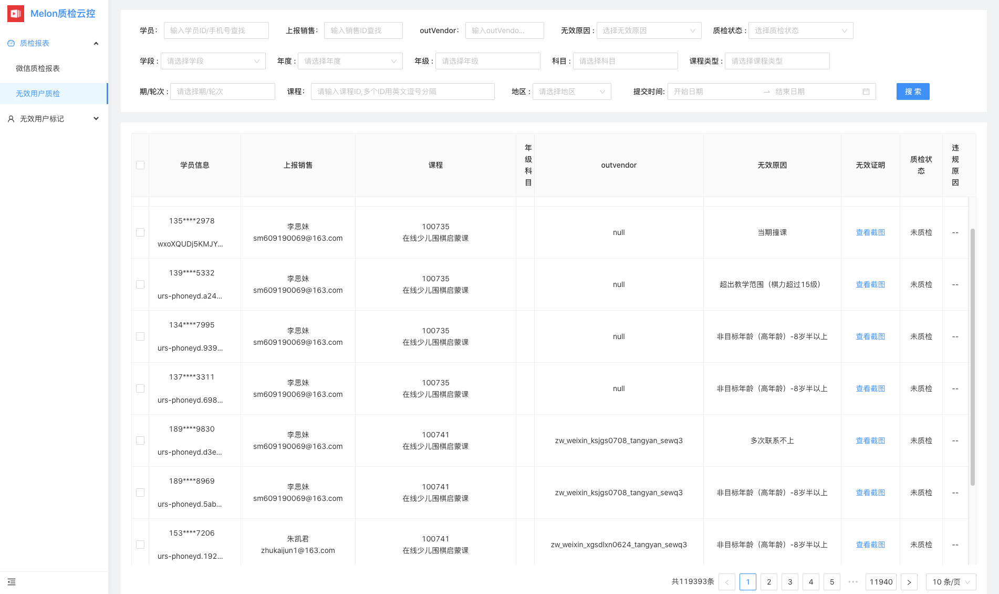 Melon质检云控
质检报表
微信质检报表
无效用户质检
无效用户标记
学员： 输入学员ID/手机号查找 上报销售： 输入销售ID查找 outVendor： 输入outVendo... 无效原因 : 选择无效原因 质检状态 : 选择质检状态
学段 : 请选择学段 年度 : 请选择年度 年级 : 请选择年级 科目 : 请选择科目 课程类型 : 请选择课程类型
期/轮次 : 请选择期/轮次 课程： 请输入课程ID,多个ID用英文逗号分隔 地区 : 请选择地区 提交时间: 开始日期 → 结束日期 搜 索
学员信息 上报销售 课程 年级科目 outvendor 无效原因 无效证明 质检状态 违规原因
135****2978
wxoXQUDj5KMJY...
李思妹
sm609190069@163.com
100735
在线少儿围棋启蒙课
null 当期撞课 查看截图 未质检 --
139****5332
urs-phoneyd.a24...
李思妹
sm609190069@163.com
100735
在线少儿围棋启蒙课
null 超出教学范围（棋力超过15级） 查看截图 未质检 --
134****7995
urs-phoneyd.939...
李思妹
sm609190069@163.com
100735
在线少儿围棋启蒙课
null 非目标年龄（高年龄）-8岁半以上 查看截图 未质检 --
137****3311
urs-phoneyd.698...
李思妹
sm609190069@163.com
100735
在线少儿围棋启蒙课
null 非目标年龄（高年龄）-8岁半以上 查看截图 未质检 --
189****9830
urs-phoneyd.d3e...
李思妹
sm609190069@163.com
100741
在线少儿围棋启蒙课
zw_weixin_ksjgs0708_tangyan_sewq3 多次联系不上 查看截图 未质检 --
189****8969
urs-phoneyd.5ab...
李思妹
sm609190069@163.com
100741
在线少儿围棋启蒙课
zw_weixin_ksjgs0708_tangyan_sewq3 非目标年龄（高年龄）-8岁半以上 查看截图 未质检 --
153****7206
urs-phoneyd.192...
朱凯君
zhukaijun1@163.com
100741
在线少儿围棋启蒙课
zw_weixin_xgsdlxn0624_tangyan_sewq3 非目标年龄（高年龄）-8岁半以上 查看截图 未质检 --
共119393条 < 1 2 3 4 5 ••• 11940 > 10 条/页